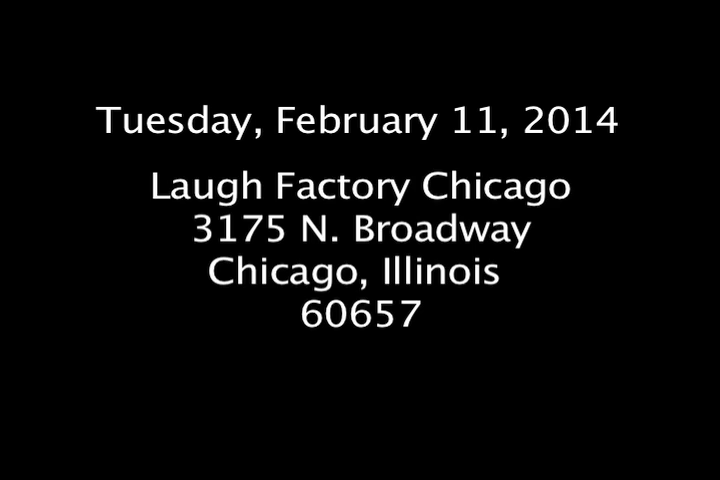 Tuesday, February 11, 2014
Laugh Factory Chicago
3175 N. Broadway
Chicago, Illinois
60657